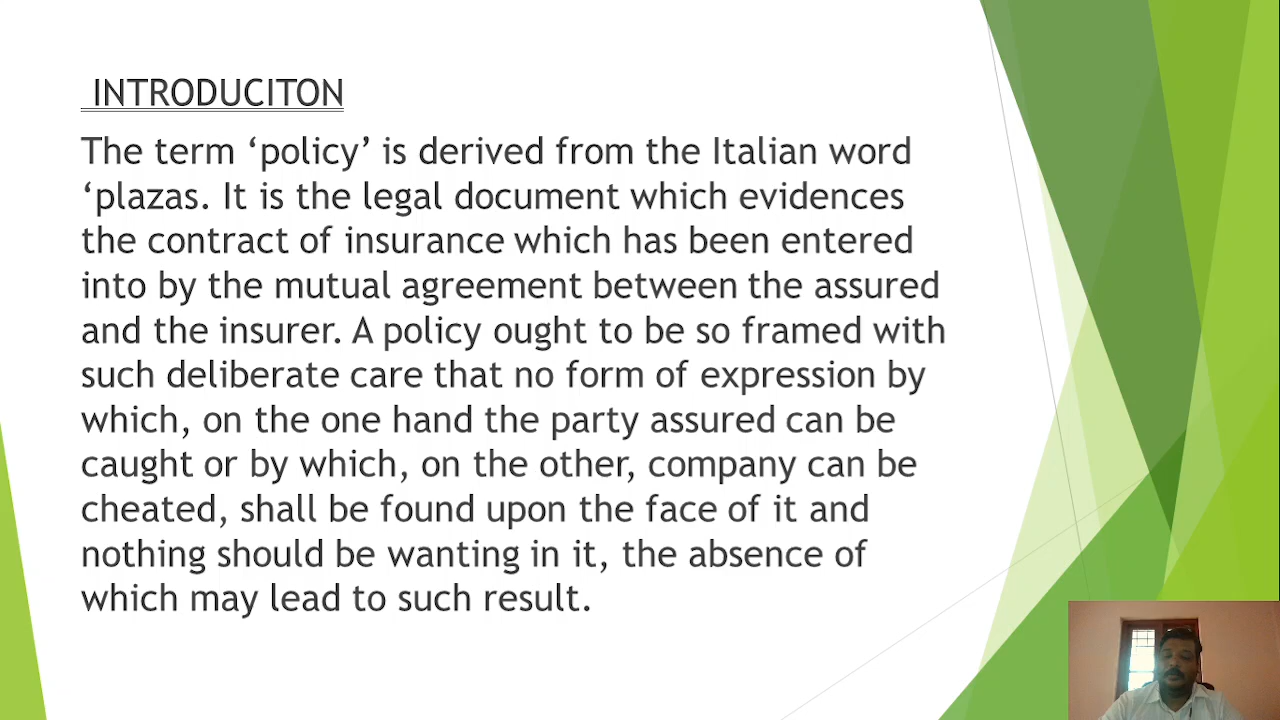 INTRODUCITON
The term ‘policy’ is derived from the Italian word
‘plazas. It is the legal document which evidences
the contract of insurance which has been entered
into by the mutual agreement between the assured
and the insurer. A policy ought to be so framed with
such deliberate care that no form of expression by
which, on the one hand the party assured can be
caught or by which, on the other, company can be
cheated, shall be found upon the face of it and
nothing should be wanting in it, the absence of
which may lead to such result.